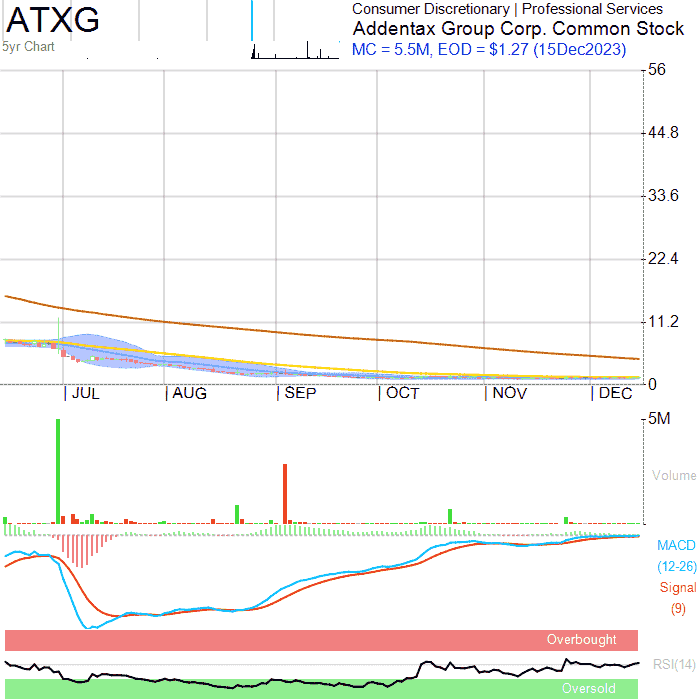 ATXG
Consumer Discretionary | Professional Services
Addentax Group Corp. Common Stock
5yr Chart
MC = 5.5M, EOD = $1.27 (15Dec2023)
56
44.8
33.6
22.4
11.2
0
JUL AUG SEP OCT NOV DEC
5M
Volume
MACD
(12-26)
Signal
(9)
Overbought
RSI(14)
Oversold